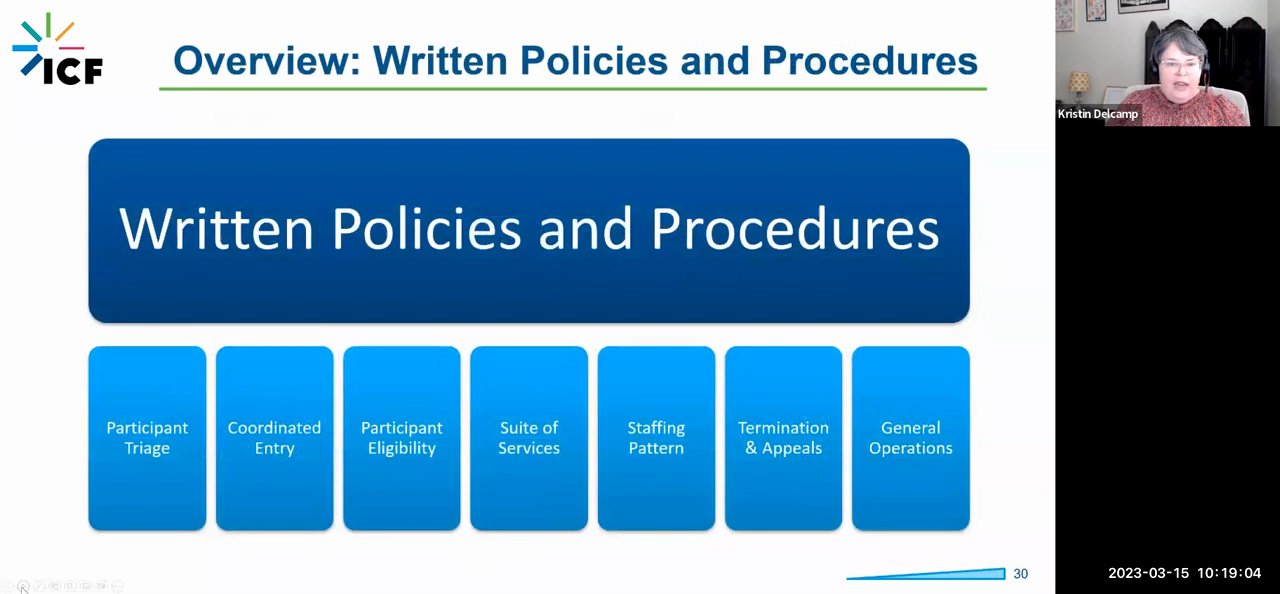 ICF
Overview: Written Policies and Procedures
Kristin Delcamp
Written Policies and Procedures
Participant
Triage
Coordinated
Entry
Participant
Eligibility
Suite of
Services
Staffing
Pattern
Termination
& Appeals
General
Operations
30
2023-03-15 10:19:04